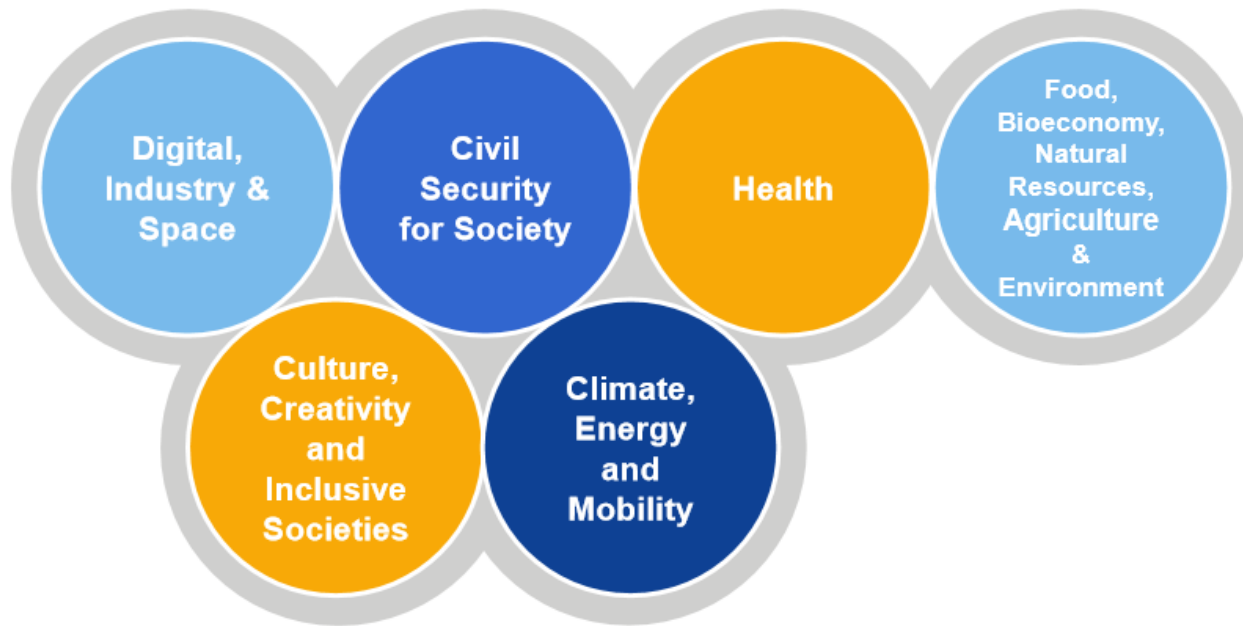 Digital,
Industry &
Space
Civil
Security
for Society
Health
Food,
Bioeconomy,
Natural
Resources,
Agriculture
&
Environment
Culture,
Creativity
and
Inclusive
Societies
Climate,
Energy
and
Mobility